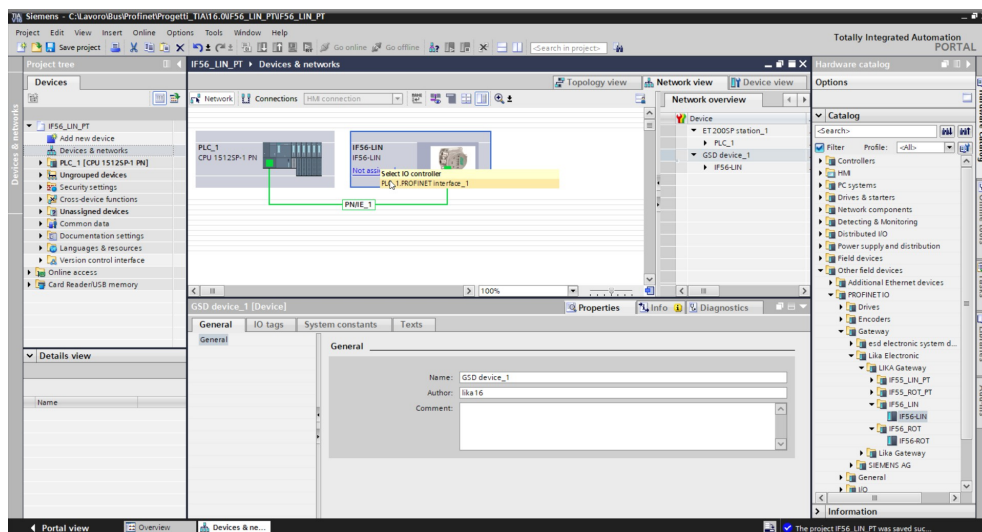 Siemens - C:\Lavoro\Bus\Profinet\Progetti_TIA\16.0\IF56_LIN_PT\IF56_LIN_PT
Project Edit View Insert Online Options Tools Window Help
Totally Integrated Automation
PORTAL
Save project
Go online
Go offline
<Search in project>
Project tree
Devices
Devices & networks
IF56_LIN_PT
Add new device
Devices & networks
PLC_1 [CPU 1512SP-1 PN]
Ungrouped devices
Security settings
Cross-device functions
Unassigned devices
Common data
Documentation settings
Languages & resources
Version control interface
Online access
Card Reader/USB memory
Details view
Name
IF56_LIN_PT ▸ Devices & networks
Topology view
Network view
Device view
Network
Connections
HMI connection
PLC_1
CPU 1512SP-1 PN
IF56-LIN
IF56-LIN
Select IO controller
PLC_1.PROFINET interface_1
PN/IE_1
100%
Network overview
Device
ET 200SP station_1
PLC_1
GSD device_1
IF56-LIN
GSD device_1 [Device]
Properties
Info
Diagnostics
General
IO tags
System constants
Texts
General
General
Name: GSD device_1
Author: lika16
Comment:
Hardware catalog
Options
Catalog
<Search>
Filter
Profile: <All>
Controllers
HMI
PC systems
Drives & starters
Network components
Detecting & Monitoring
Distributed I/O
Power supply and distribution
Field devices
Other field devices
Additional Ethernet devices
PROFINET IO
Drives
Encoders
Gateway
esd electronic system d...
Lika Electronic
LIKA Gateway
IF55_LIN_PT
IF55_ROT_PT
IF56_LIN
IF56-LIN
IF56_ROT
IF56-ROT
Lika Gateway
SIEMENS AG
General
I/O
Information
Portal view
Overview
Devices & ne...
The project IF56_LIN_PT was saved suc...